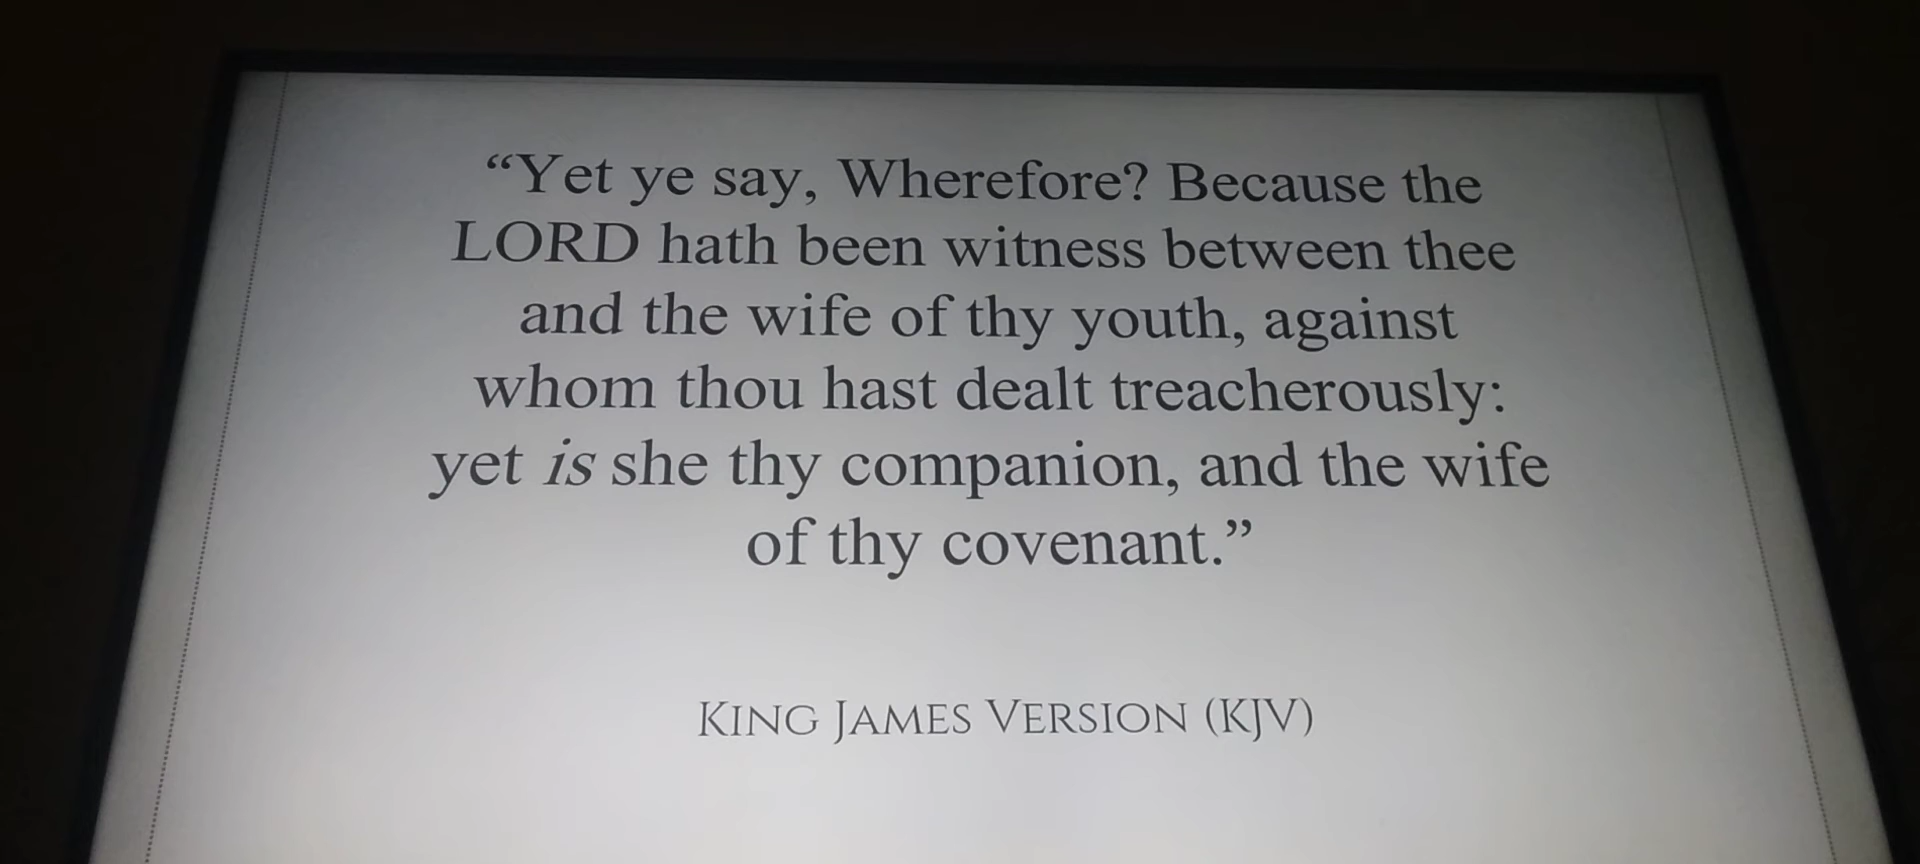 “Yet ye say, Wherefore? Because the
LORD hath been witness between thee
and the wife of thy youth, against
whom thou hast dealt treacherously:
yet is she thy companion, and the wife
of thy covenant.”
KING JAMES VERSION (KJV)